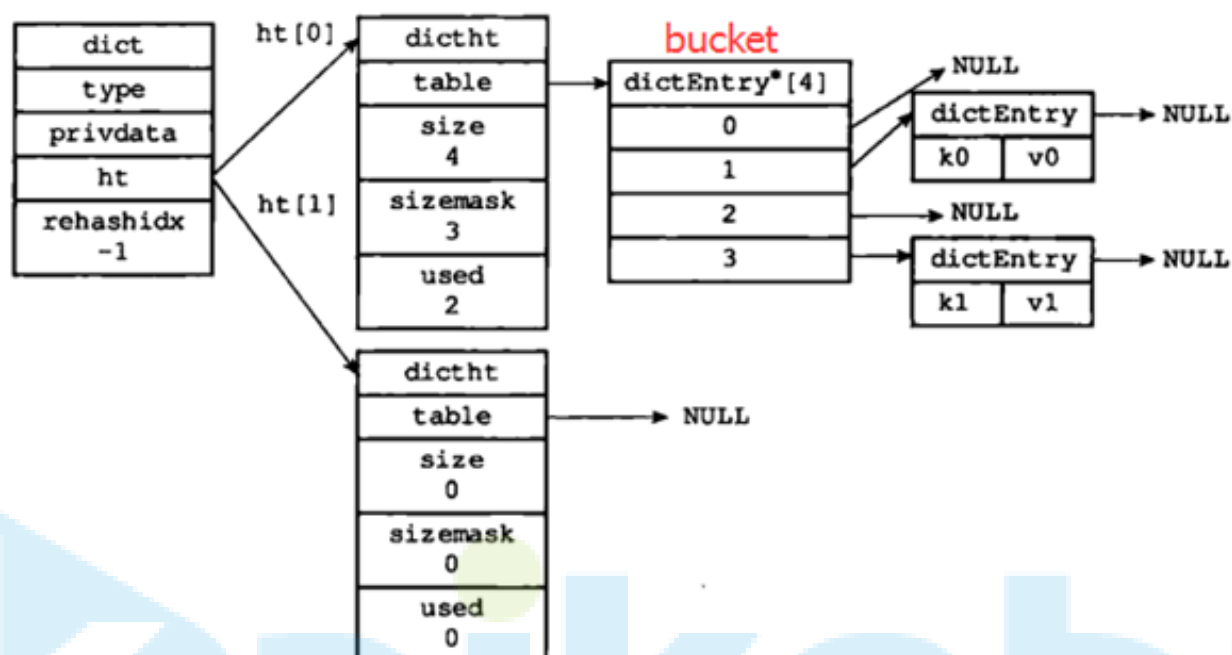 dict
type
privdata
ht
rehashidx
-1
ht[0]
ht[1]
dictht
table
size
4
sizemask
3
used
2
bucket
dictEntry*[4]
0
1
2
3
NULL
dictEntry
k0 v0
NULL
NULL
dictEntry
k1 v1
NULL
dictht
table
NULL
size
0
sizemask
0
used
0